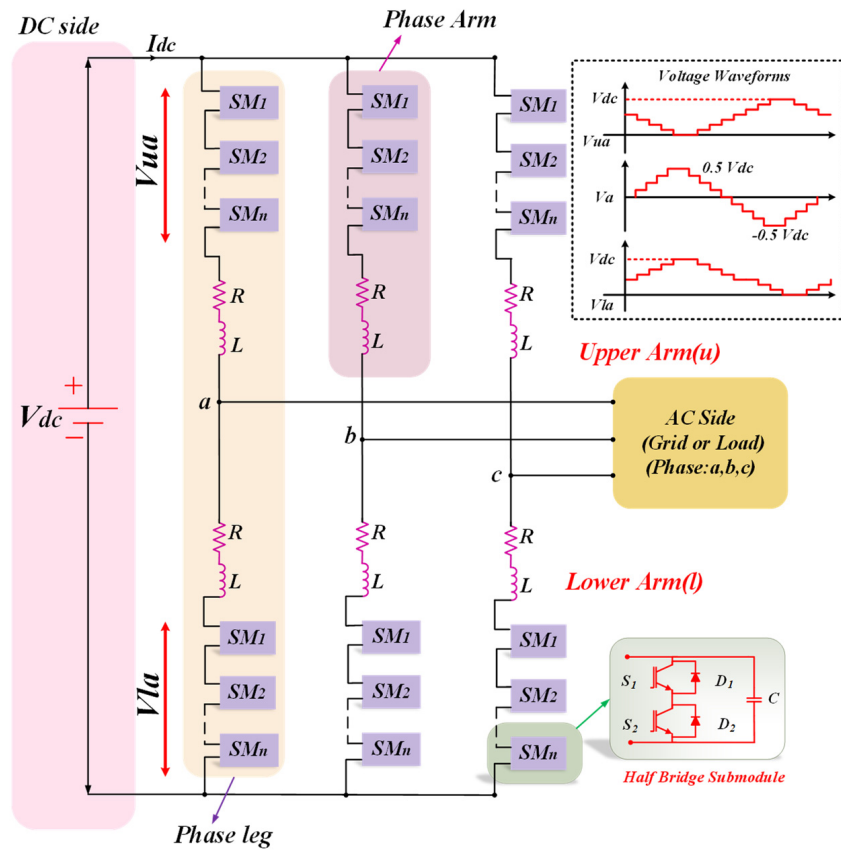 DC side
Idc
Phase Arm
Voltage Waveforms
Vdc
Vua
0.5 Vdc
Va
-0.5 Vdc
Vdc
Vla
Vua
SM1
SM2
SMn
R
L
SM1
SM2
SMn
R
L
SM1
SM2
SMn
R
L
Upper Arm(u)
+
Vdc
−
a
b
c
AC Side
(Grid or Load)
(Phase:a,b,c)
R
L
R
L
R
L
Lower Arm(l)
Vla
SM1
SM2
SMn
SM1
SM2
SMn
SM1
SM2
SMn
S1
D1
C
S2
D2
Half Bridge Submodule
Phase leg